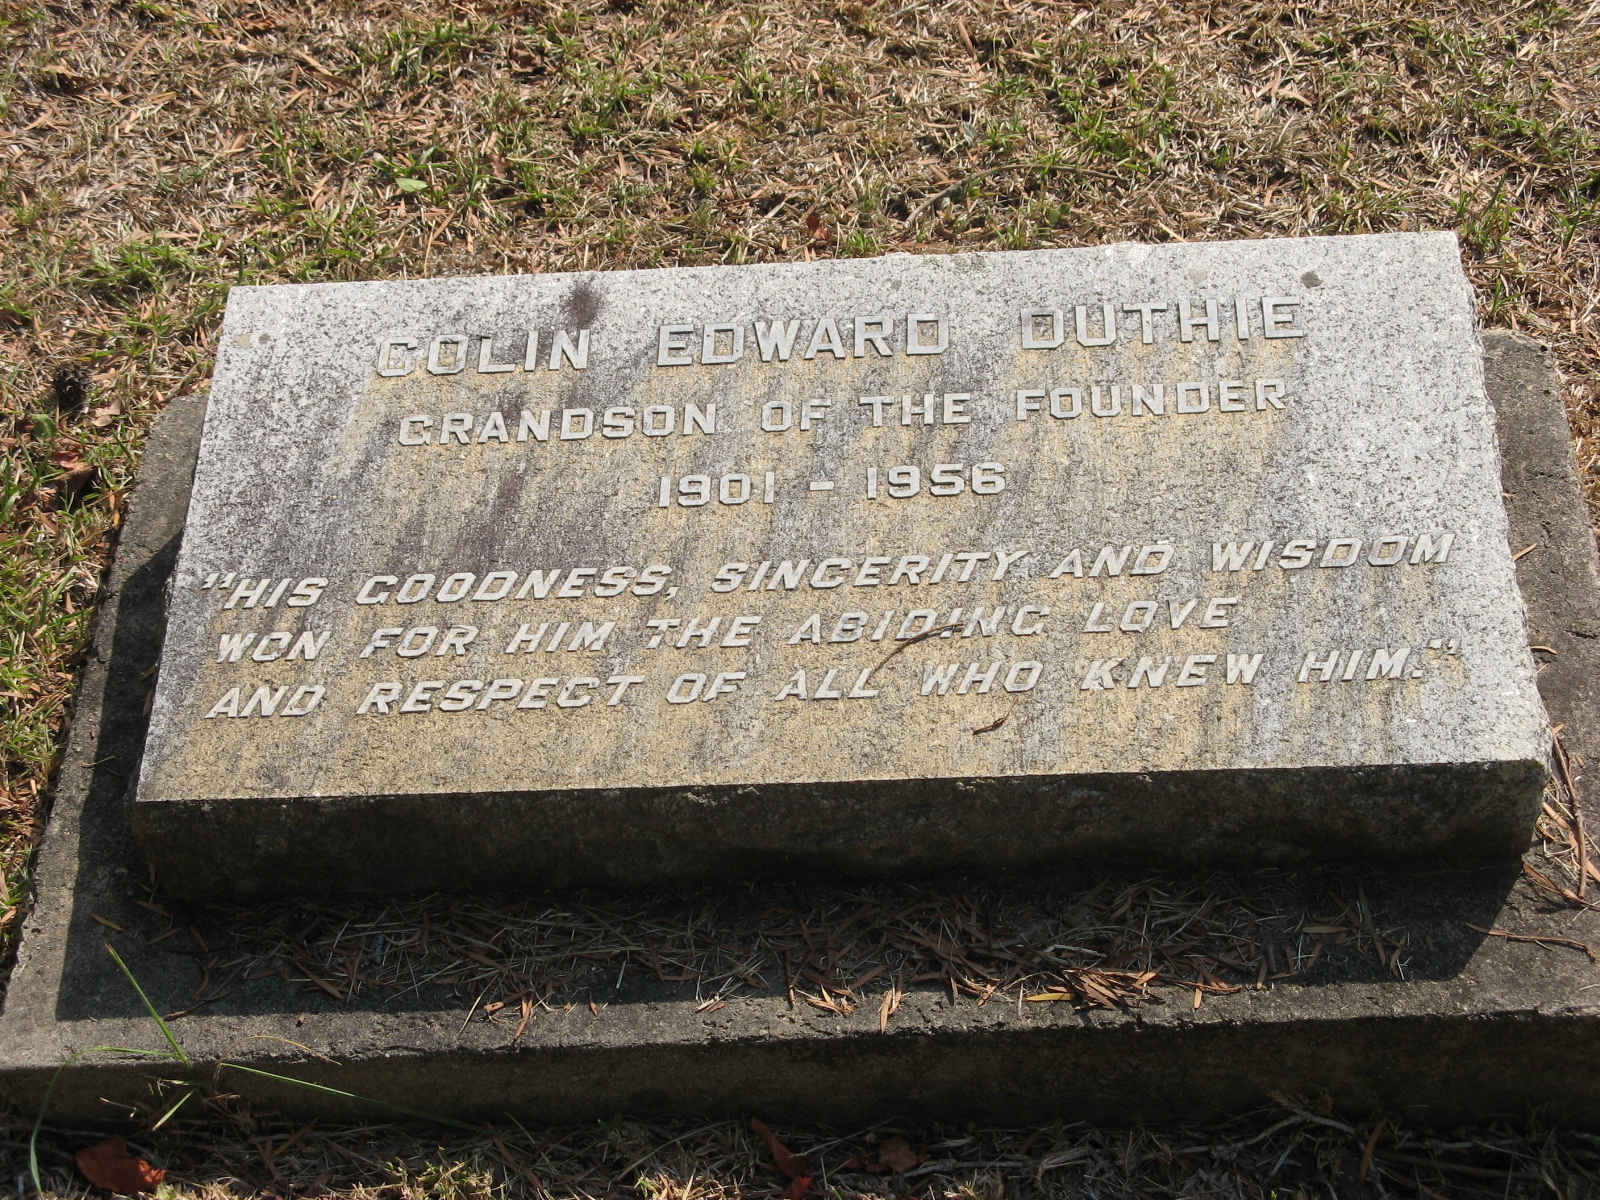 COLIN EDWARD DUTHIE
GRANDSON OF THE FOUNDER
1901 - 1956
"HIS GOODNESS, SINCERITY AND WISDOM
WON FOR HIM THE ABIDING LOVE
AND RESPECT OF ALL WHO KNEW HIM."